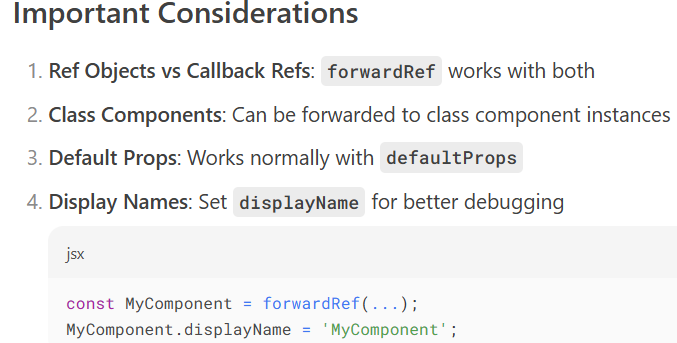 Important Considerations
1. Ref Objects vs Callback Refs: forwardRef works with both
2. Class Components: Can be forwarded to class component instances
3. Default Props: Works normally with defaultProps
4. Display Names: Set displayName for better debugging
jsx
const MyComponent = forwardRef(...);
MyComponent.displayName = 'MyComponent';